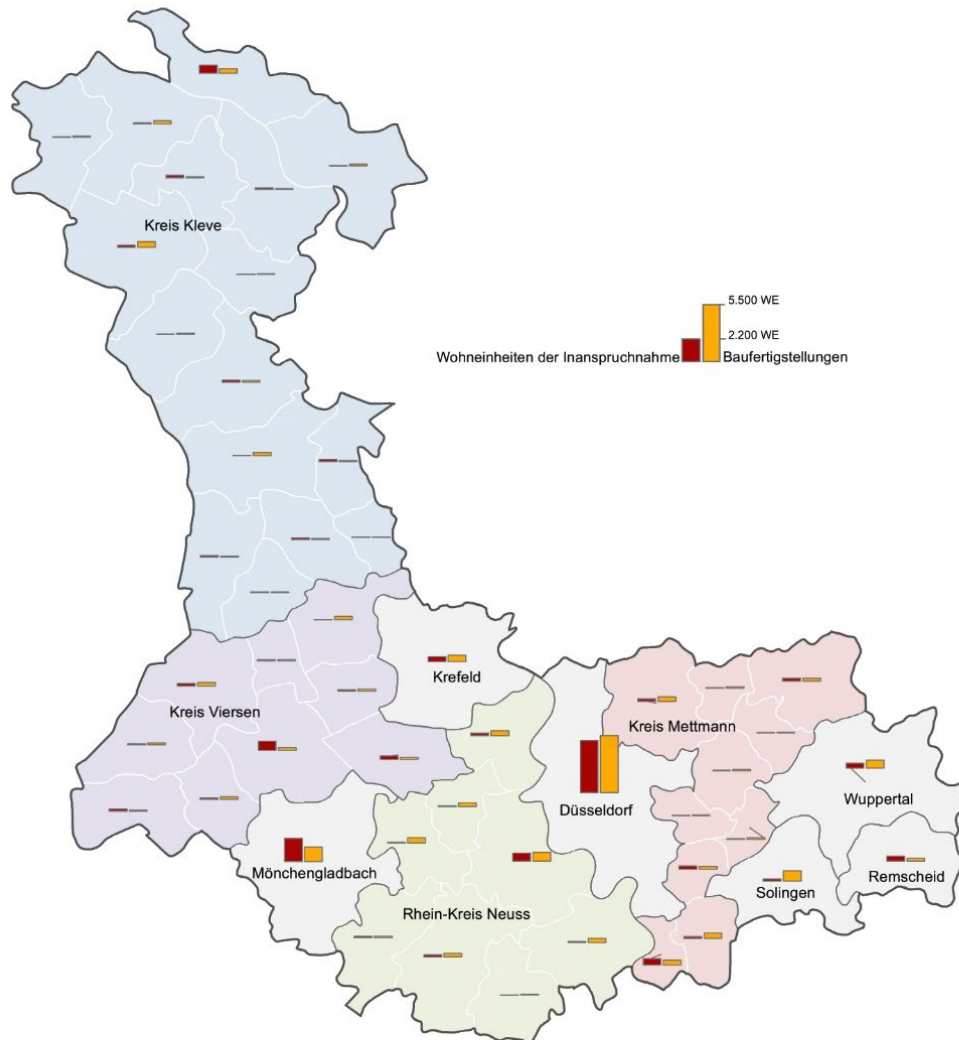 Kreis Kleve
5.500 WE
2.200 WE
Wohneinheiten der Inanspruchnahme
Baufertigstellungen
Krefeld
Kreis Viersen
Kreis Mettmann
Düsseldorf
Wuppertal
Mönchengladbach
Remscheid
Solingen
Rhein-Kreis Neuss